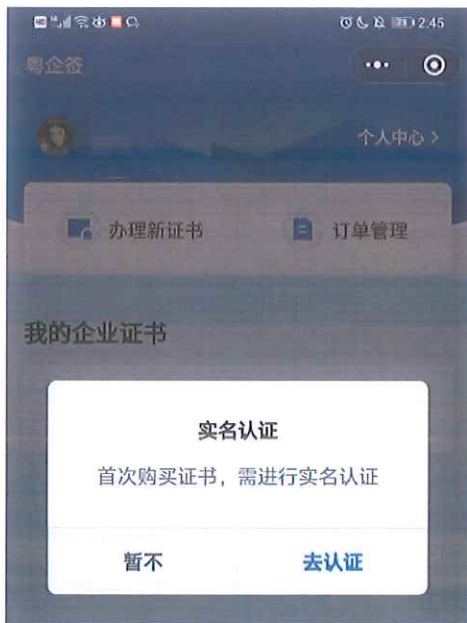 2:45
粤企签
个人中心 >
办理新证书
订单管理
我的企业证书
实名认证
首次购买证书，需进行实名认证
暂不
去认证